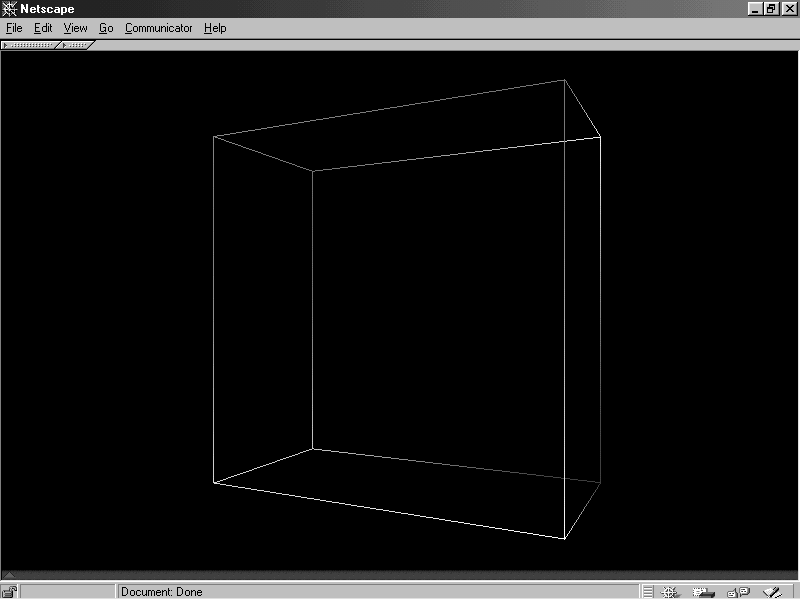 Netscape
File Edit View Go Communicator Help
Document: Done